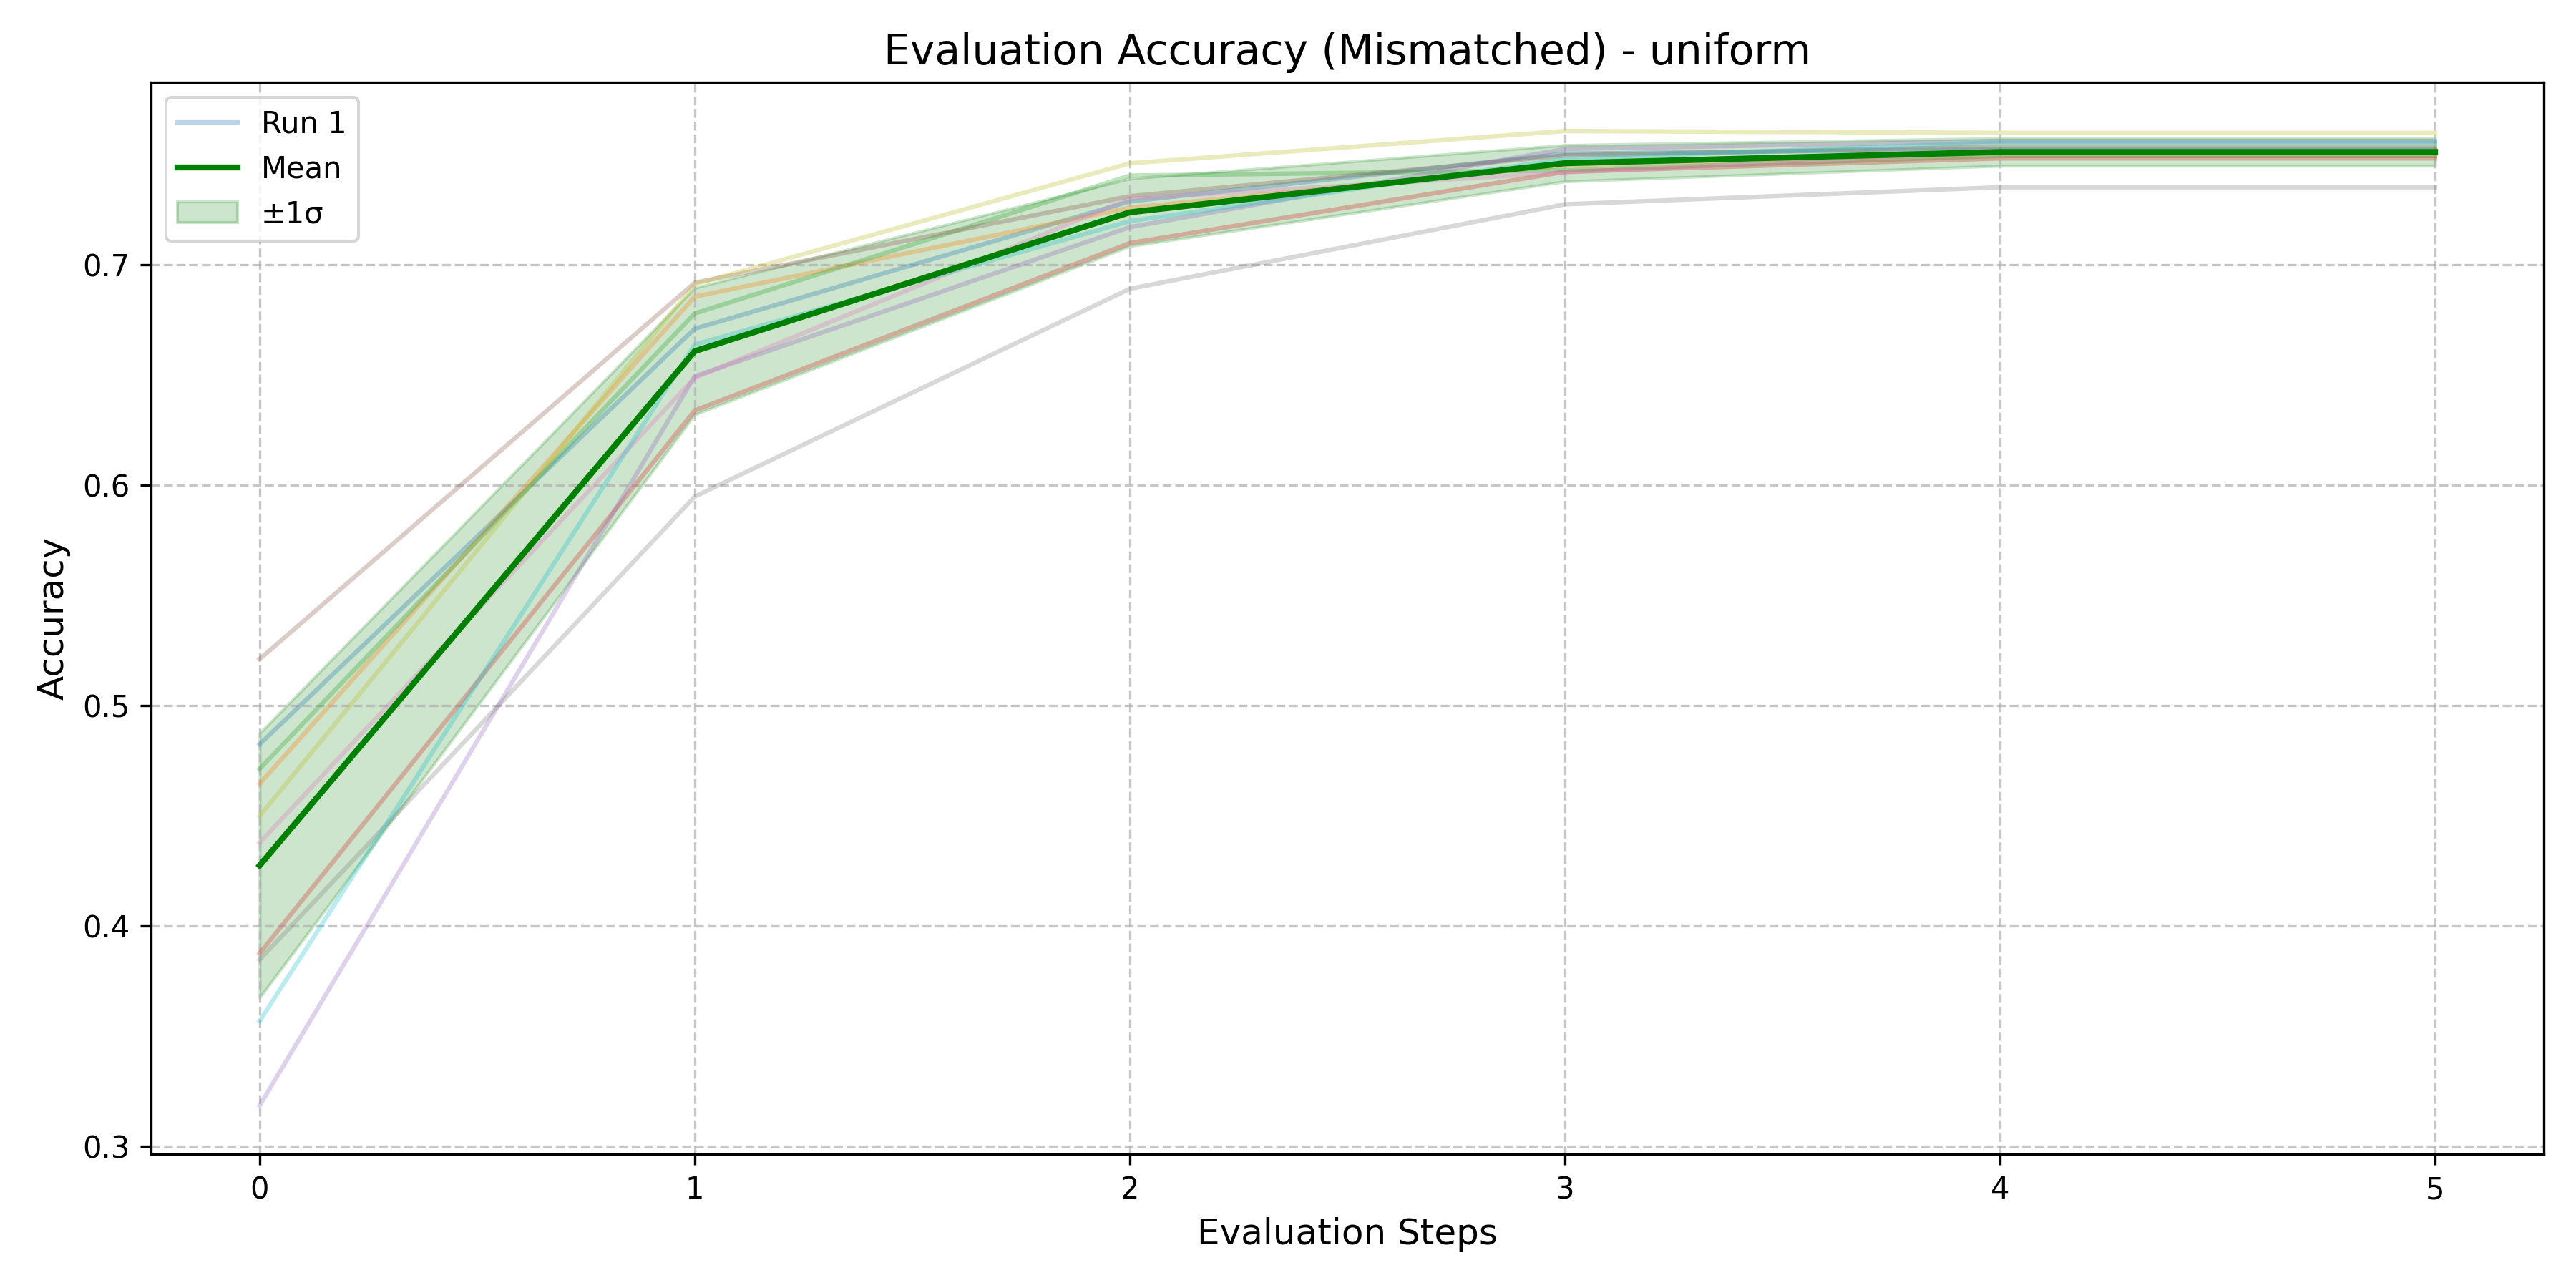 Evaluation Accuracy (Mismatched) - uniform
Run 1
Mean
±1σ
0.7
0.6
0.5
0.4
0.3
Accuracy
0 1 2 3 4 5
Evaluation Steps